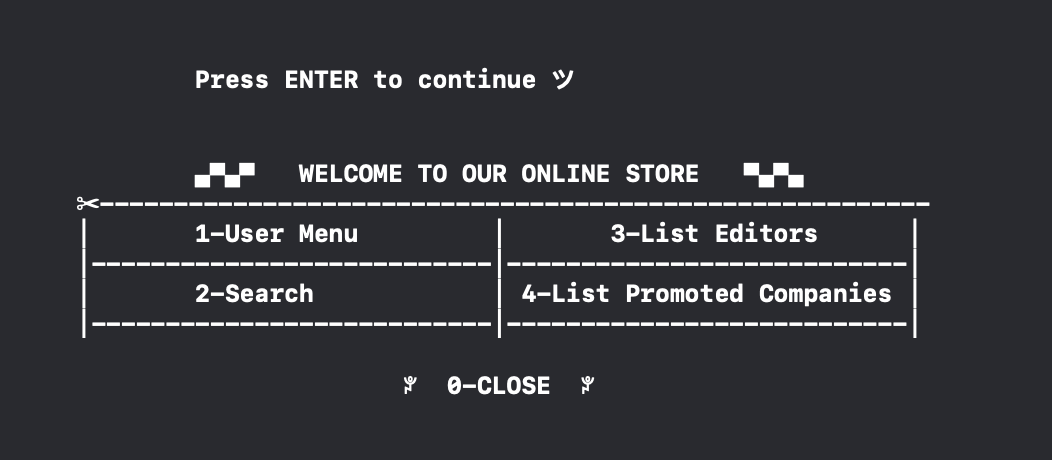 Press ENTER to continue ツ
WELCOME TO OUR ONLINE STORE
1-User Menu 3-List Editors
2-Search 4-List Promoted Companies
0-CLOSE